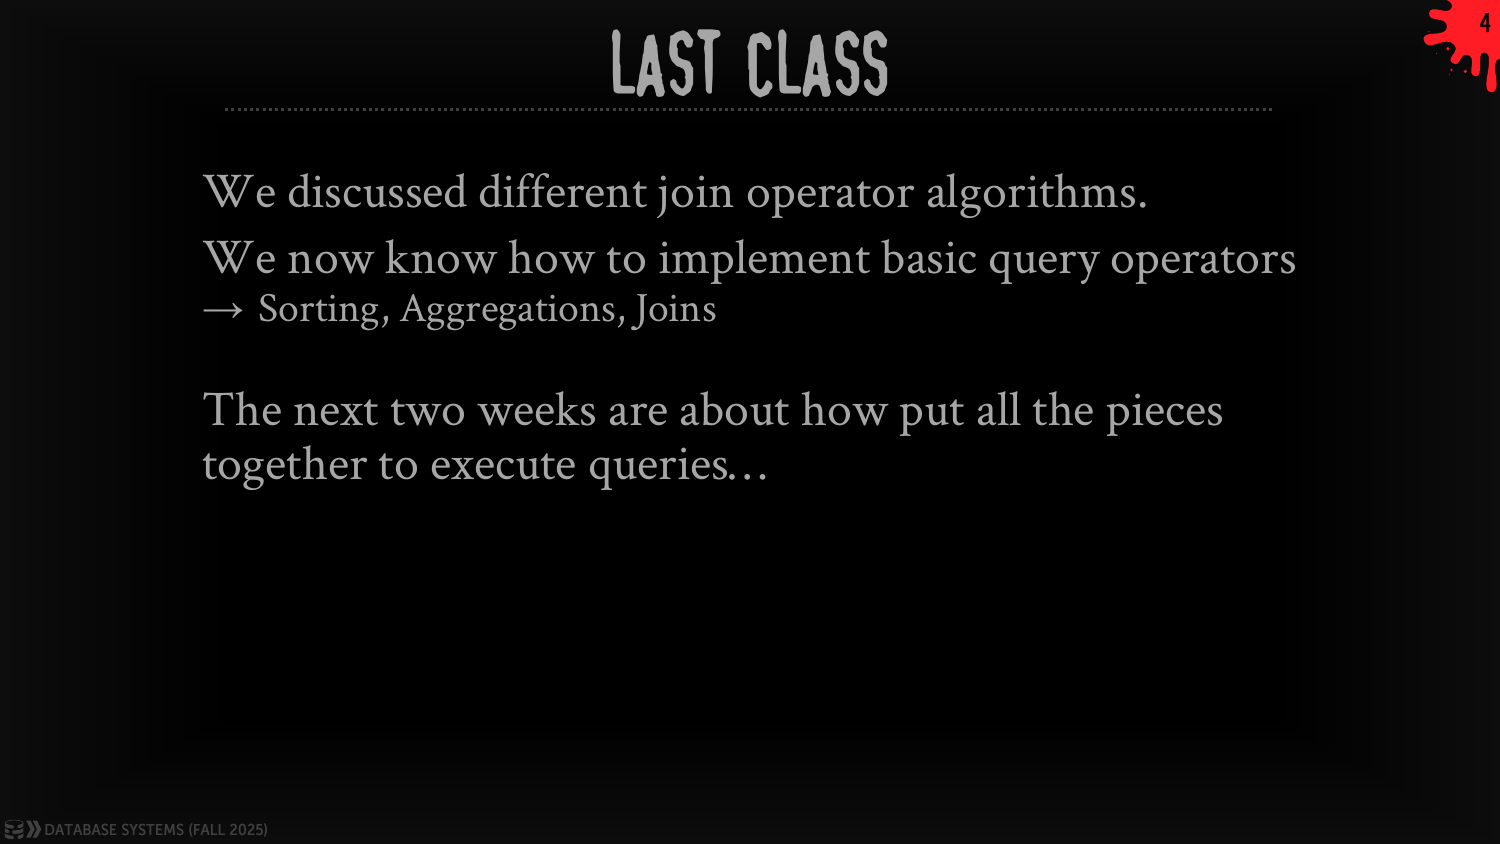 4
LAST CLASS
We discussed different join operator algorithms.
We now know how to implement basic query operators
→ Sorting, Aggregations, Joins
The next two weeks are about how put all the pieces
together to execute queries…
DATABASE SYSTEMS (FALL 2025)